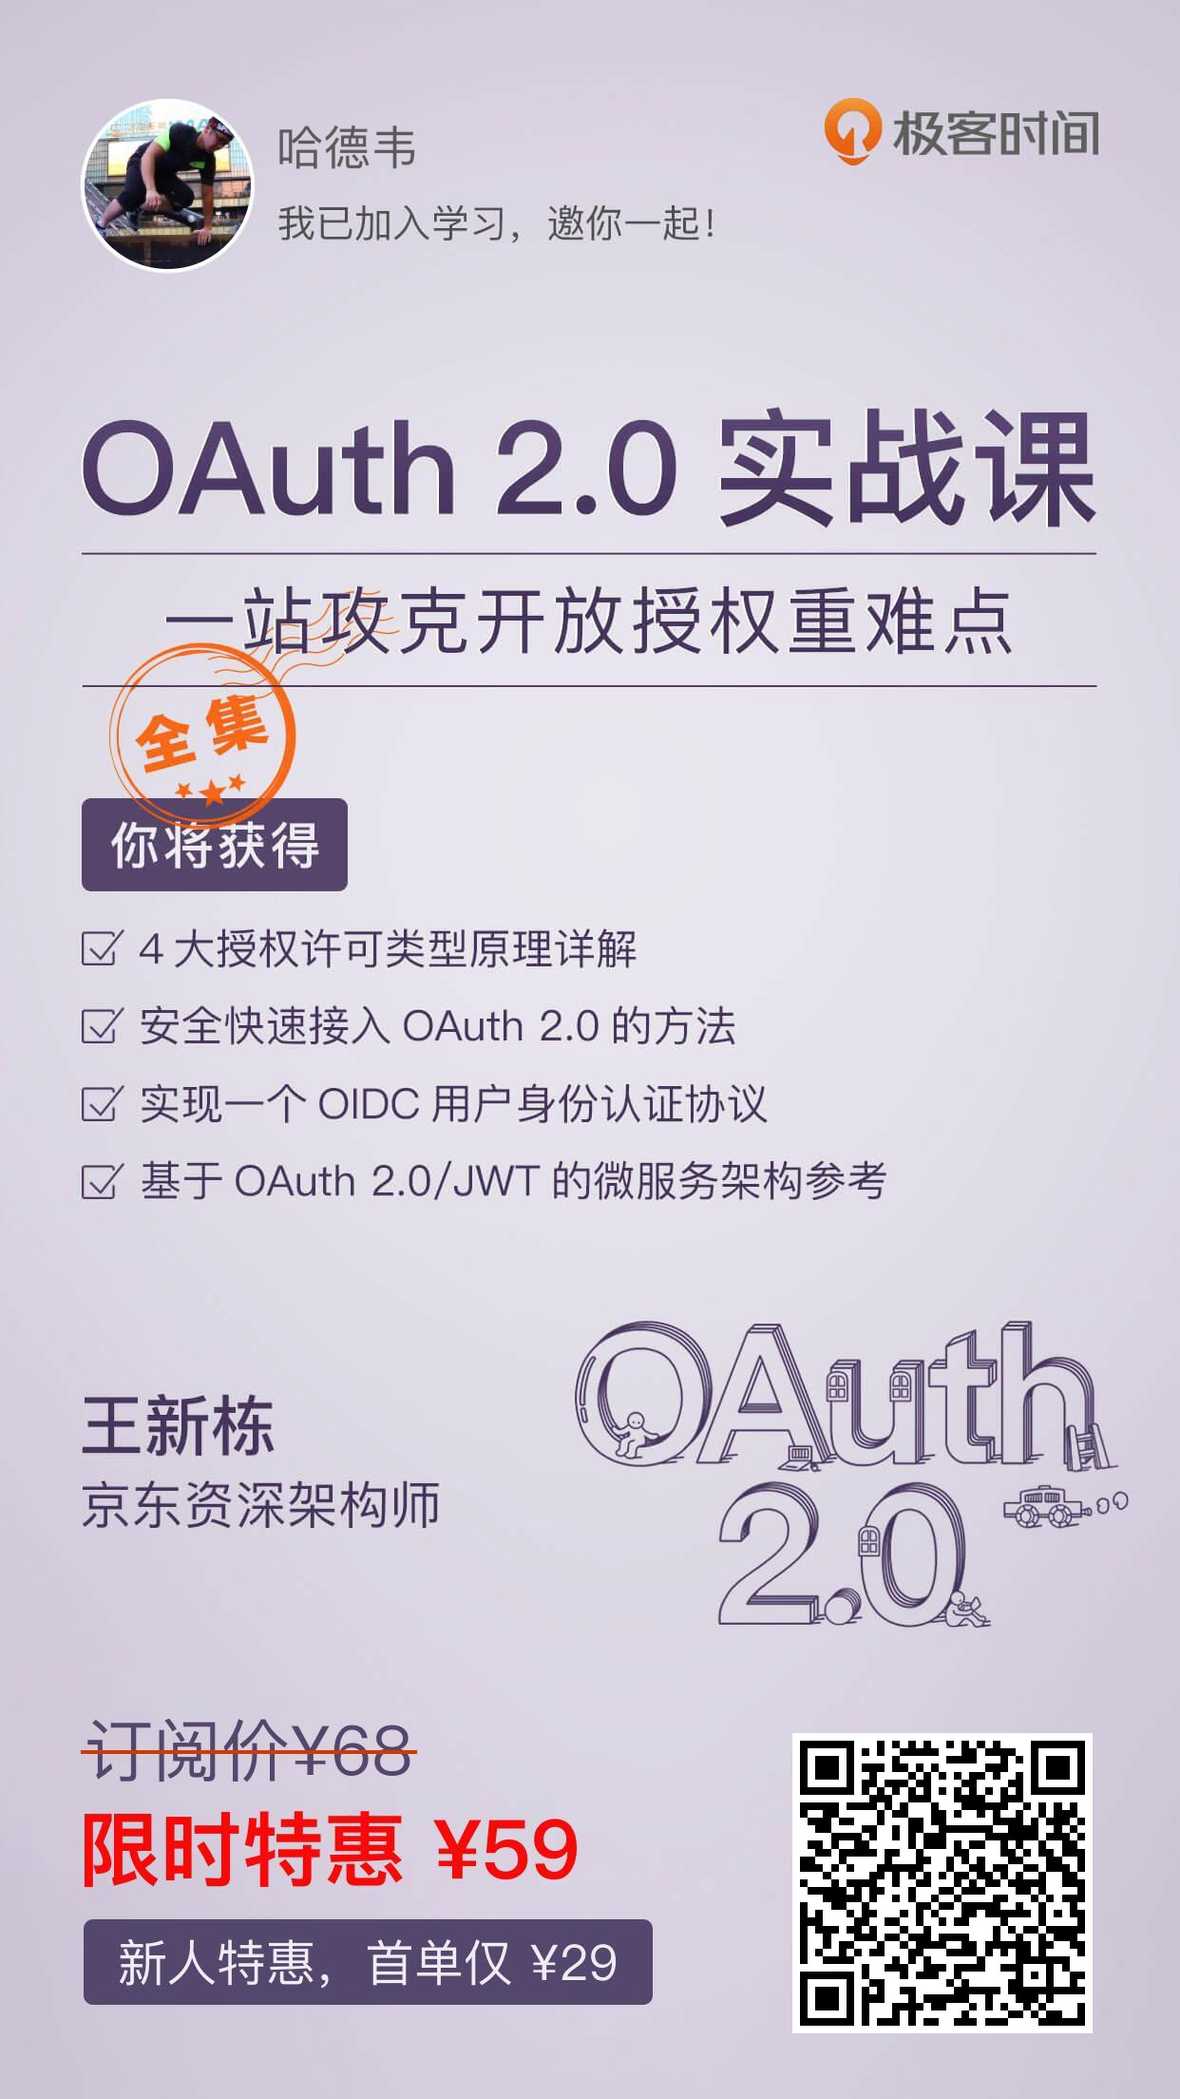 哈德韦
我已加入学习，邀你一起！
极客时间
OAuth 2.0 实战课
一站攻克开放授权重难点
全集
你将获得
4 大授权许可类型原理详解
安全快速接入 OAuth 2.0 的方法
实现一个 OIDC 用户身份认证协议
基于 OAuth 2.0/JWT 的微服务架构参考
王新栋
京东资深架构师
OAuth
2.0
订阅价¥68
限时特惠 ¥59
新人特惠，首单仅 ¥29